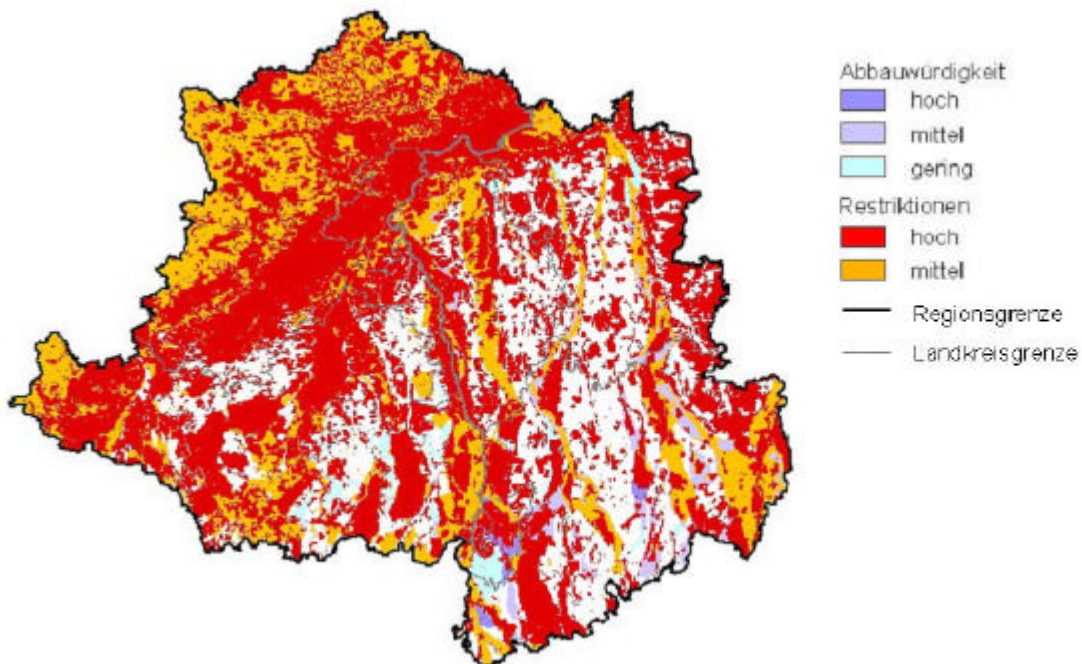 Abbauwürdigkeit
hoch
mittel
gering
Restriktionen
hoch
mittel
Regionsgrenze
Landkreisgrenze